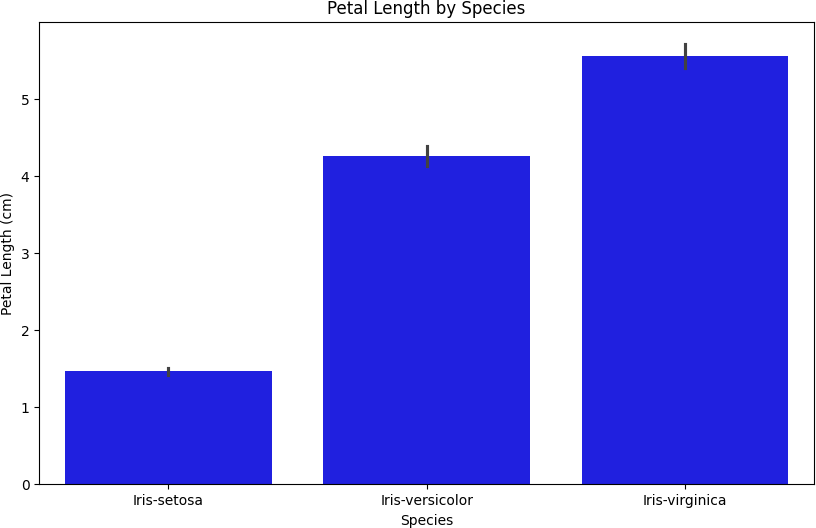 Petal Length by Species
Petal Length (cm)
5
4
3
2
1
0
Iris-setosa
Iris-versicolor
Iris-virginica
Species